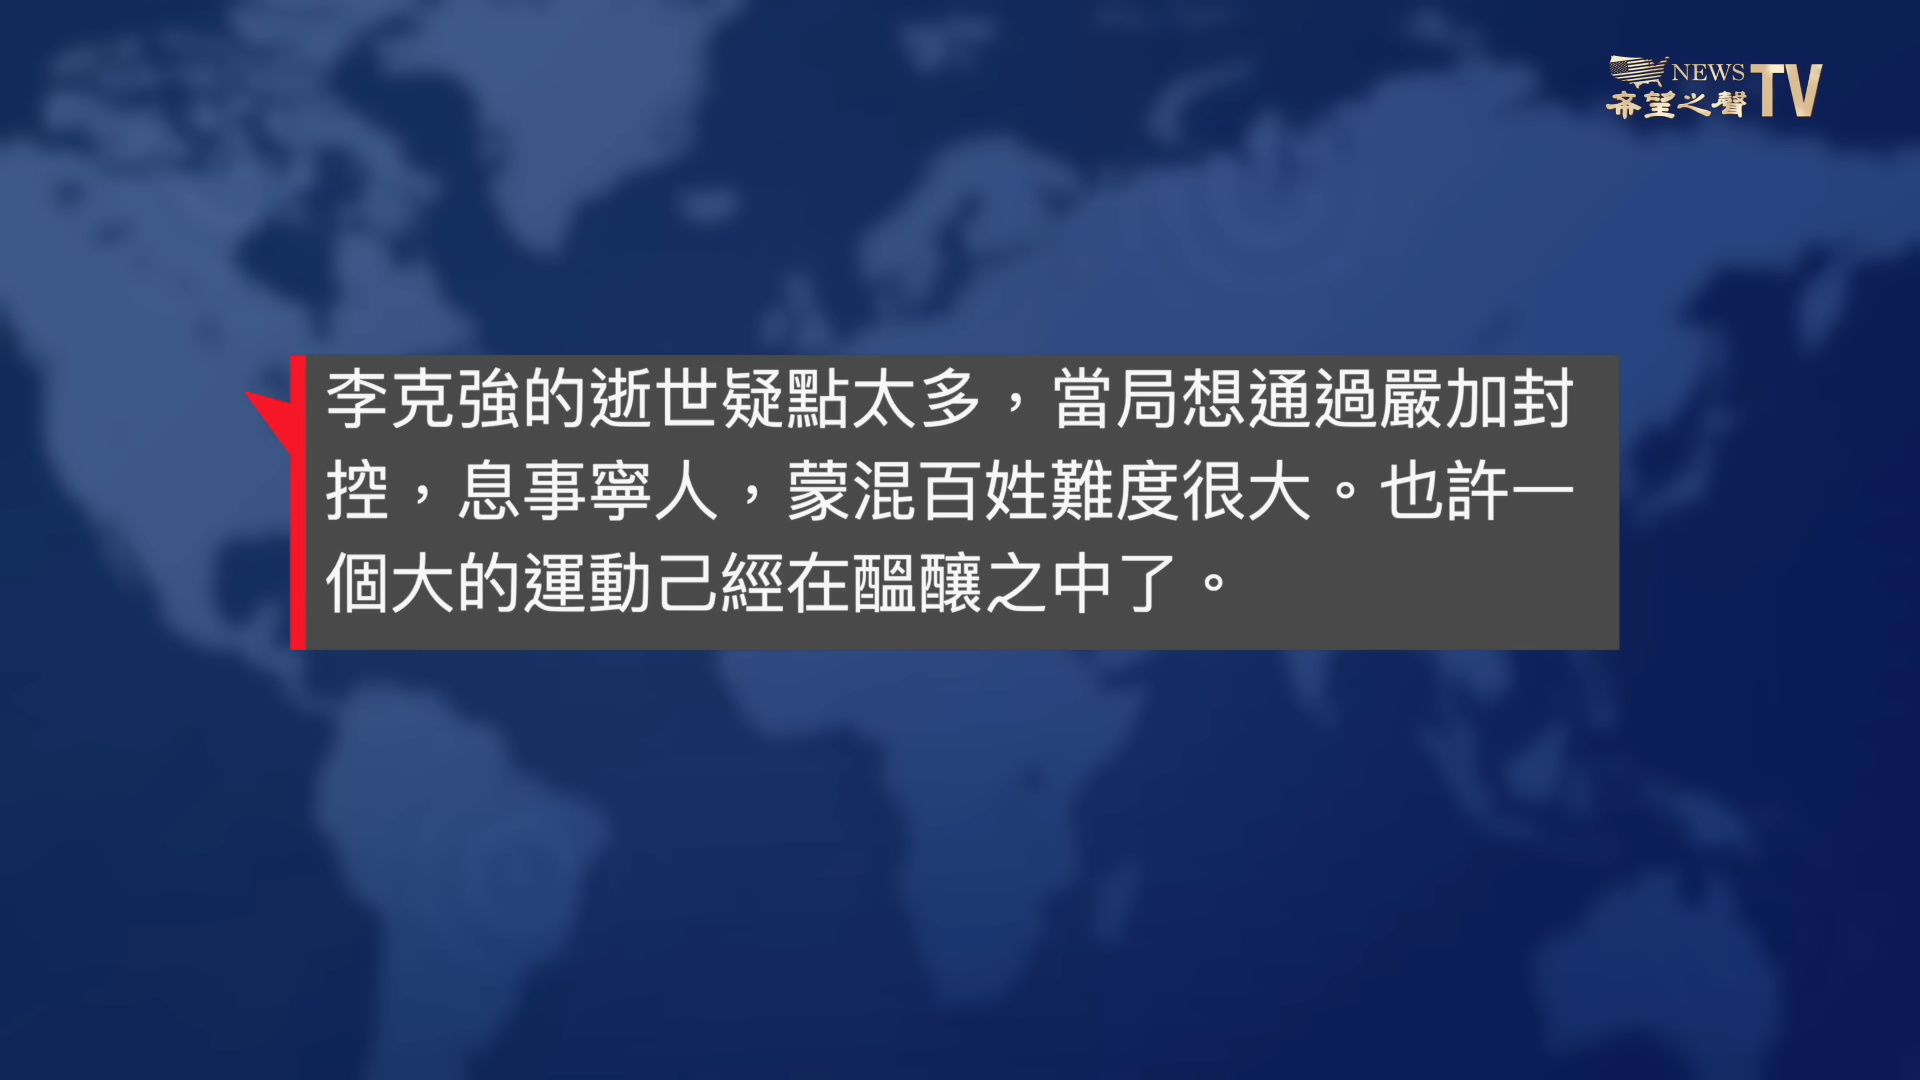 NEWS
希望之聲
TV
李克強的逝世疑點太多，當局想通過嚴加封
控，息事寧人，蒙混百姓難度很大。也許一
個大的運動己經在醞釀之中了。